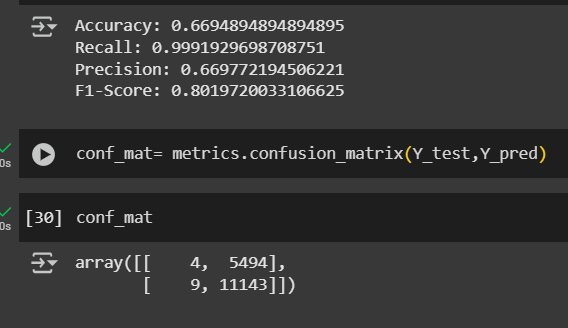 Accuracy: 0.6694894894894895
Recall: 0.9991929698708751
Precision: 0.669772194506221
F1-Score: 0.8019720033106625
0s
conf_mat= metrics.confusion_matrix(Y_test,Y_pred)
0s
[30] conf_mat
array([[    4,  5494],
       [    9, 11143]])